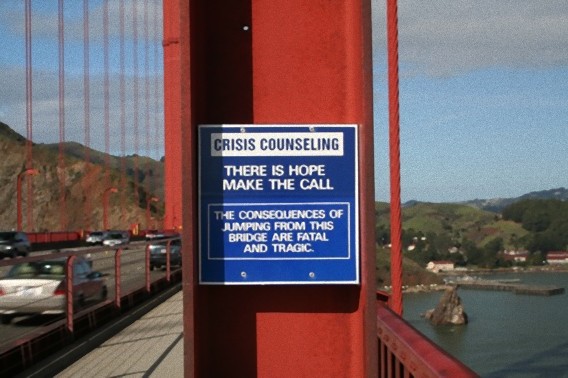 CRISIS COUNSELING
THERE IS HOPE
MAKE THE CALL
THE CONSEQUENCES OF
JUMPING FROM THIS
BRIDGE ARE FATAL
AND TRAGIC.